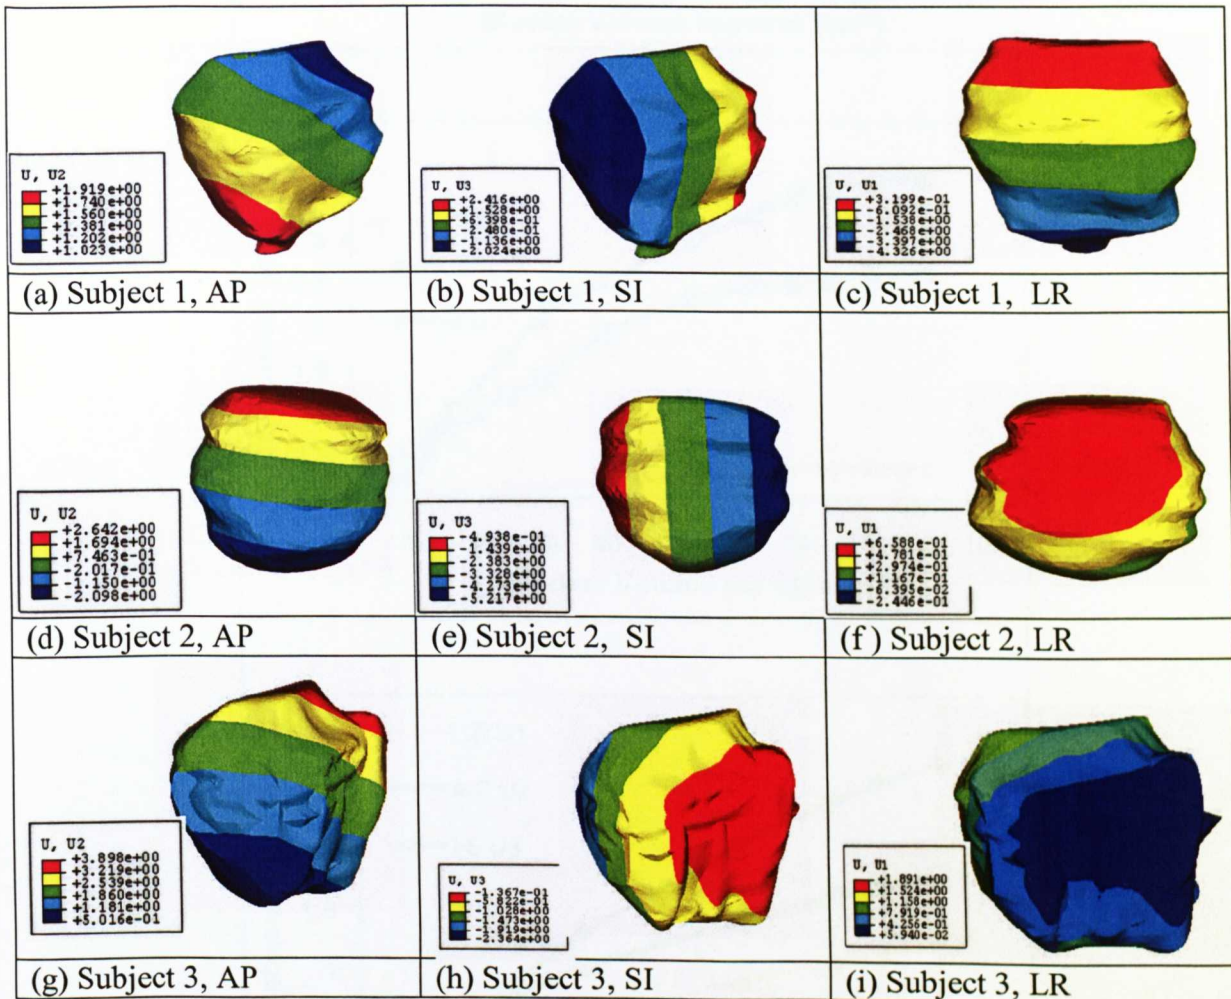 U, U2
+1.919e+00
+1.740e+00
+1.560e+00
+1.381e+00
+1.202e+00
+1.023e+00
(a) Subject 1, AP
U, U3
+2.416e+00
+1.528e+00
+6.398e-01
-2.480e-01
-1.136e+00
-2.024e+00
(b) Subject 1, SI
U, U1
+3.199e-01
-6.092e-01
-1.538e+00
-2.468e+00
-3.397e+00
-4.326e+00
(c) Subject 1, LR
U, U2
+2.642e+00
+1.694e+00
+7.463e-01
-2.017e-01
-1.150e+00
-2.098e+00
(d) Subject 2, AP
U, U3
-4.938e-01
-1.439e+00
-2.383e+00
-3.328e+00
-4.273e+00
-5.217e+00
(e) Subject 2, SI
U, U1
+6.588e-01
+4.781e-01
+2.974e-01
+1.167e-01
-6.395e-02
-2.446e-01
(f) Subject 2, LR
U, U2
+3.898e+00
+3.219e+00
+2.539e+00
+1.860e+00
+1.181e+00
+5.016e-01
(g) Subject 3, AP
U, U3
-1.367e-01
-5.822e-01
-1.028e+00
-1.473e+00
-1.919e+00
-2.364e+00
(h) Subject 3, SI
U, U1
+1.891e+00
+1.524e+00
+1.158e+00
+7.919e-01
+4.256e-01
+5.940e-02
(i) Subject 3, LR